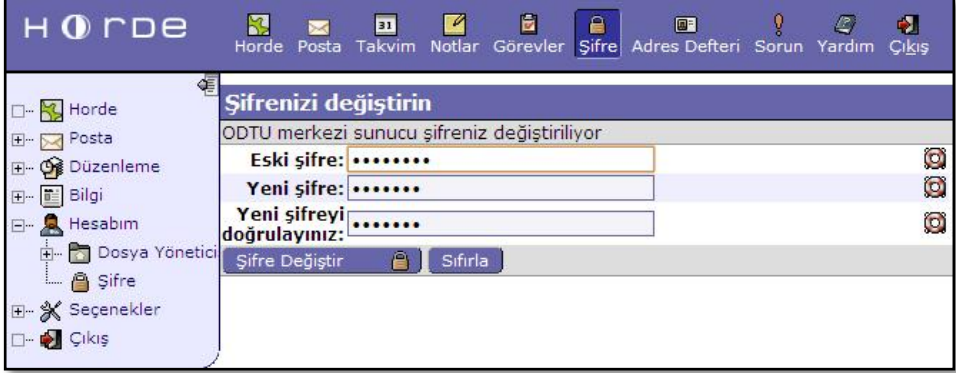 HORDE
31
Horde Posta Takvim Notlar Görevler Şifre Adres Defteri Sorun Yardım Çıkış
Horde
Posta
Düzenleme
Bilgi
Hesabım
Dosya Yönetici
Şifre
Seçenekler
Çıkış
Şifrenizi değiştirin
ODTU merkezi sunucu şifreniz değiştiriliyor
Eski şifre: ••••••••
Yeni şifre: •••••••
Yeni şifreyi
doğrulayınız: •••••••
Şifre Değiştir Sıfırla